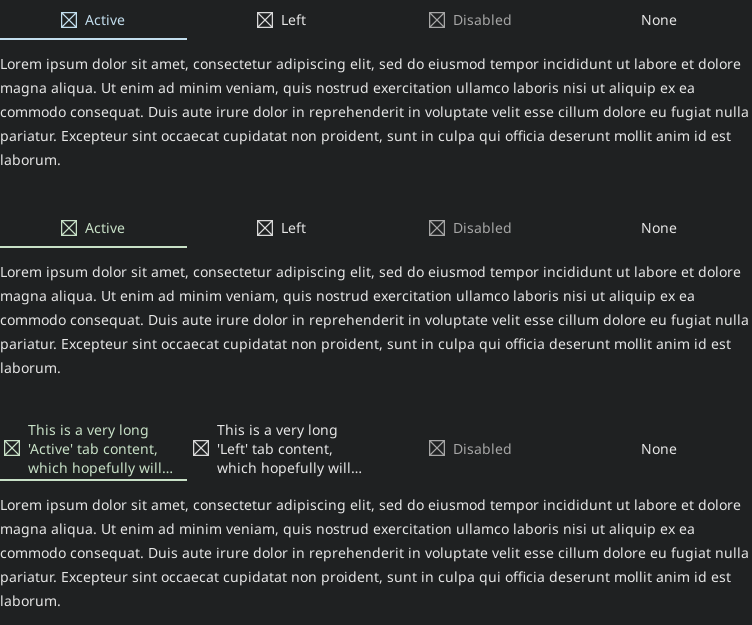 Active Left Disabled None
Lorem ipsum dolor sit amet, consectetur adipiscing elit, sed do eiusmod tempor incididunt ut labore et dolore
magna aliqua. Ut enim ad minim veniam, quis nostrud exercitation ullamco laboris nisi ut aliquip ex ea
commodo consequat. Duis aute irure dolor in reprehenderit in voluptate velit esse cillum dolore eu fugiat nulla
pariatur. Excepteur sint occaecat cupidatat non proident, sunt in culpa qui officia deserunt mollit anim id est
laborum.
Active Left Disabled None
Lorem ipsum dolor sit amet, consectetur adipiscing elit, sed do eiusmod tempor incididunt ut labore et dolore
magna aliqua. Ut enim ad minim veniam, quis nostrud exercitation ullamco laboris nisi ut aliquip ex ea
commodo consequat. Duis aute irure dolor in reprehenderit in voluptate velit esse cillum dolore eu fugiat nulla
pariatur. Excepteur sint occaecat cupidatat non proident, sunt in culpa qui officia deserunt mollit anim id est
laborum.
This is a very long
'Active' tab content,
which hopefully will...
This is a very long
'Left' tab content,
which hopefully will...
Disabled
None
Lorem ipsum dolor sit amet, consectetur adipiscing elit, sed do eiusmod tempor incididunt ut labore et dolore
magna aliqua. Ut enim ad minim veniam, quis nostrud exercitation ullamco laboris nisi ut aliquip ex ea
commodo consequat. Duis aute irure dolor in reprehenderit in voluptate velit esse cillum dolore eu fugiat nulla
pariatur. Excepteur sint occaecat cupidatat non proident, sunt in culpa qui officia deserunt mollit anim id est
laborum.